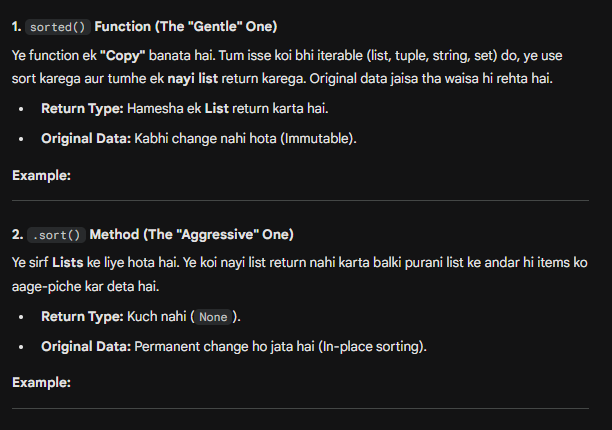 1. sorted() Function (The "Gentle" One)
Ye function ek "Copy" banata hai. Tum isse koi bhi iterable (list, tuple, string, set) do, ye use
sort karega aur tumhe ek nayi list return karega. Original data jaisa tha waisa hi rehta hai.
• Return Type: Hamesha ek List return karta hai.
• Original Data: Kabhi change nahi hota (Immutable).
Example:
2. .sort() Method (The "Aggressive" One)
Ye sirf Lists ke liye hota hai. Ye koi nayi list return nahi karta balki purani list ke andar hi items ko
aage-piche kar deta hai.
• Return Type: Kuch nahi (None).
• Original Data: Permanent change ho jata hai (In-place sorting).
Example: